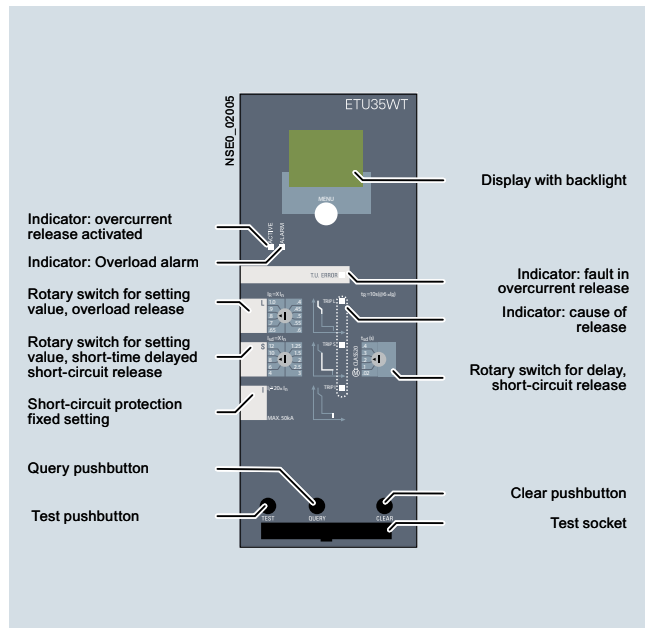 NSE0_02005
ETU35WT
MENU
Display with backlight
Indicator: overcurrent
release activated
ACTIVE
ALARM
Indicator: Overload alarm
T.U. ERROR
Indicator: fault in
overcurrent release
Rotary switch for setting
value, overload release
L
TRIP L
Indicator: cause of
release
Rotary switch for setting
value, short-time delayed
short-circuit release
S
TRIP S
Rotary switch for delay,
short-circuit release
Short-circuit protection
fixed setting
I
TRIP I
MAX. 50kA
Query pushbutton
Clear pushbutton
Test pushbutton
Test socket
TEST
QUERY
CLEAR